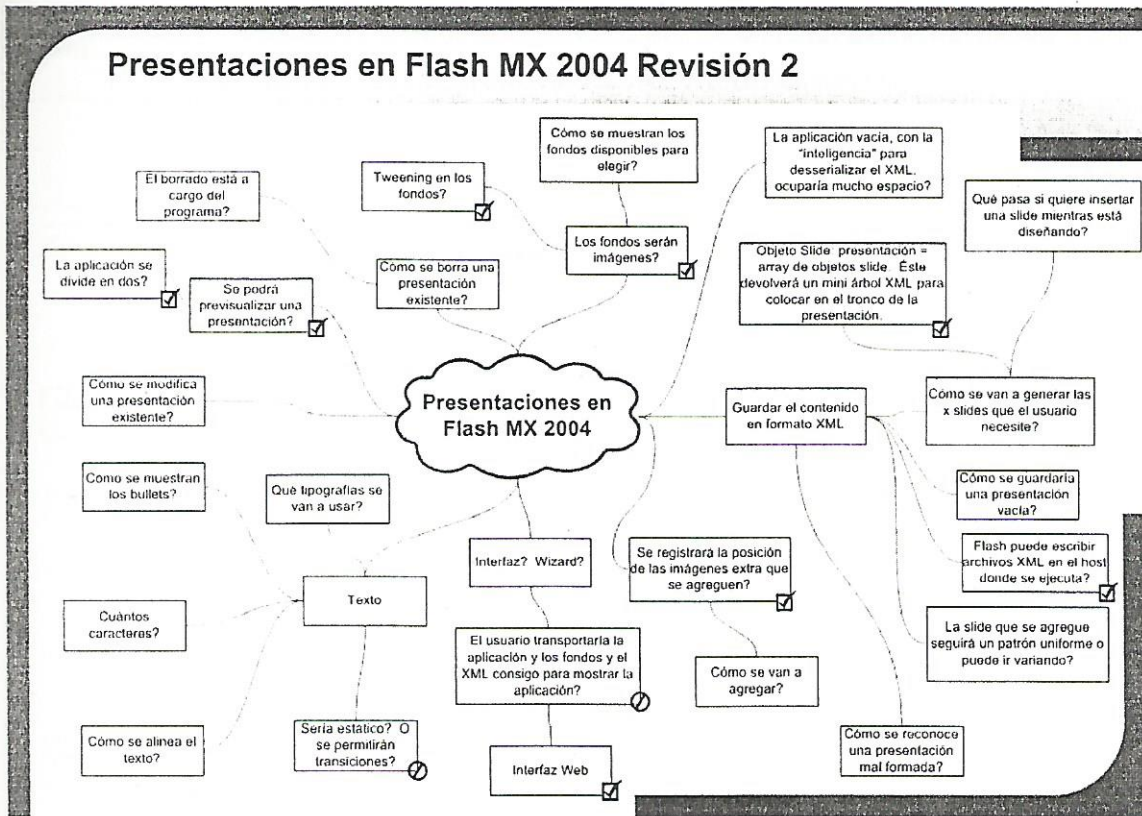 Presentaciones en Flash MX 2004 Revisión 2
Cómo se muestran los
fondos disponibles para
elegir?
La aplicación vacía, con la
"inteligencia" para
desserializar el XML,
ocuparía mucho espacio?
Tweening en los
fondos?
El borrado está a
cargo del
programa?
Qué pasa si quiere insertar
una slide mientras está
diseñando?
Los fondos serán
imágenes?
Objeto Slide: presentación =
array de objetos slide. Éste
devolverá un mini árbol XML para
colocar en el tronco de la
presentación.
La aplicación se
divide en dos?
Cómo se borra una
presentación
existente?
Se podrá
previsualizar una
presentación?
Cómo se modifica
una presentación
existente?
Presentaciones en
Flash MX 2004
Guardar el contenido
en formato XML
Cómo se van a generar las
x slides que el usuario
necesite?
Cómo se muestran
los bullets?
Qué tipografías se
van a usar?
Cómo se guardaría
una presentación
vacía?
Interfaz? Wizard?
Se registrará la posición
de las imágenes extra que
se agreguen?
Flash puede escribir
archivos XML en el host
donde se ejecuta?
Texto
Cuántos
caracteres?
La slide que se agregue
seguirá un patrón uniforme o
puede ir variando?
El usuario transportaría la
aplicación y los fondos y el
XML consigo para mostrar la
aplicación?
Cómo se van a
agregar?
Cómo se alinea el
texto?
Sería estático? O
se permitirán
transiciones?
Cómo se reconoce
una presentación
mal formada?
Interfaz Web